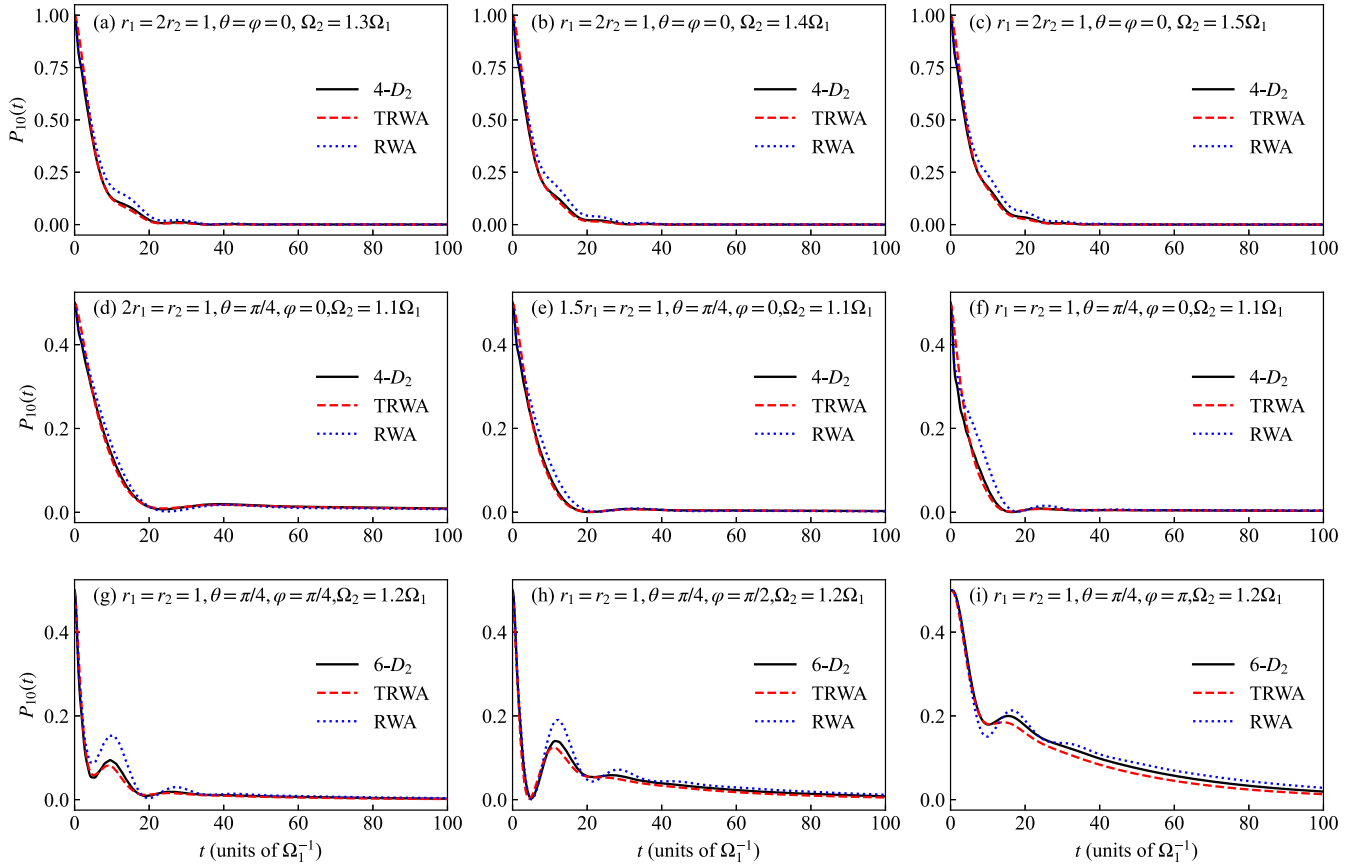 (a) r₁ = 2r₂ = 1, θ = φ = 0, Ω₂ = 1.3Ω₁
1.00
0.75
0.50
0.25
0.00
P₁₀(t)
4-D₂
TRWA
RWA
0 20 40 60 80 100
(b) r₁ = 2r₂ = 1, θ = φ = 0, Ω₂ = 1.4Ω₁
1.00
0.75
0.50
0.25
0.00
4-D₂
TRWA
RWA
0 20 40 60 80 100
(c) r₁ = 2r₂ = 1, θ = φ = 0, Ω₂ = 1.5Ω₁
1.00
0.75
0.50
0.25
0.00
4-D₂
TRWA
RWA
0 20 40 60 80 100
(d) 2r₁ = r₂ = 1, θ = π/4, φ = 0,Ω₂ = 1.1Ω₁
0.4
0.2
0.0
P₁₀(t)
4-D₂
TRWA
RWA
0 20 40 60 80 100
(e) 1.5r₁ = r₂ = 1, θ = π/4, φ = 0,Ω₂ = 1.1Ω₁
0.4
0.2
0.0
4-D₂
TRWA
RWA
0 20 40 60 80 100
(f) r₁ = r₂ = 1, θ = π/4, φ = 0,Ω₂ = 1.1Ω₁
0.4
0.2
0.0
4-D₂
TRWA
RWA
0 20 40 60 80 100
(g) r₁ = r₂ = 1, θ = π/4, φ = π/4,Ω₂ = 1.2Ω₁
0.4
0.2
0.0
P₁₀(t)
6-D₂
TRWA
RWA
0 20 40 60 80 100
t (units of Ω₁⁻¹)
(h) r₁ = r₂ = 1, θ = π/4, φ = π/2,Ω₂ = 1.2Ω₁
0.4
0.2
0.0
6-D₂
TRWA
RWA
0 20 40 60 80 100
t (units of Ω₁⁻¹)
(i) r₁ = r₂ = 1, θ = π/4, φ = π,Ω₂ = 1.2Ω₁
0.4
0.2
0.0
6-D₂
TRWA
RWA
0 20 40 60 80 100
t (units of Ω₁⁻¹)